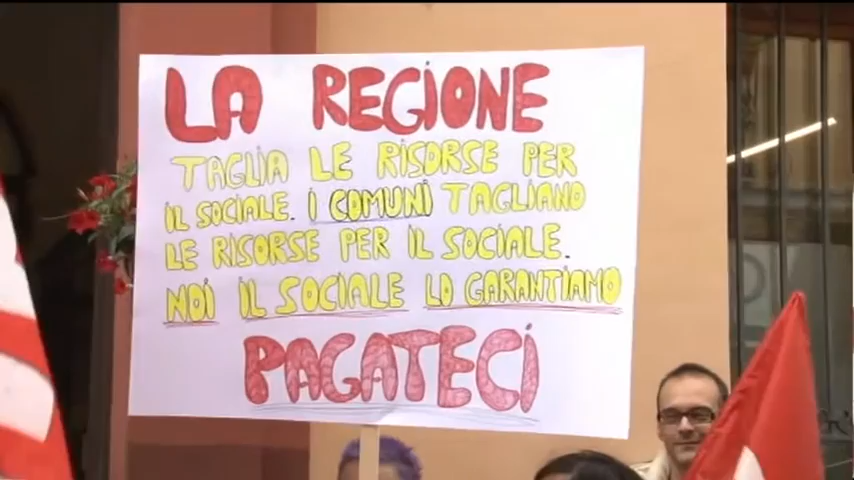 LA REGIONE
TAGLIA LE RISORSE PER
IL SOCIALE. I COMUNI TAGLIANO
LE RISORSE PER IL SOCIALE.
NOI IL SOCIALE LO GARANTIAMO
PAGATECI